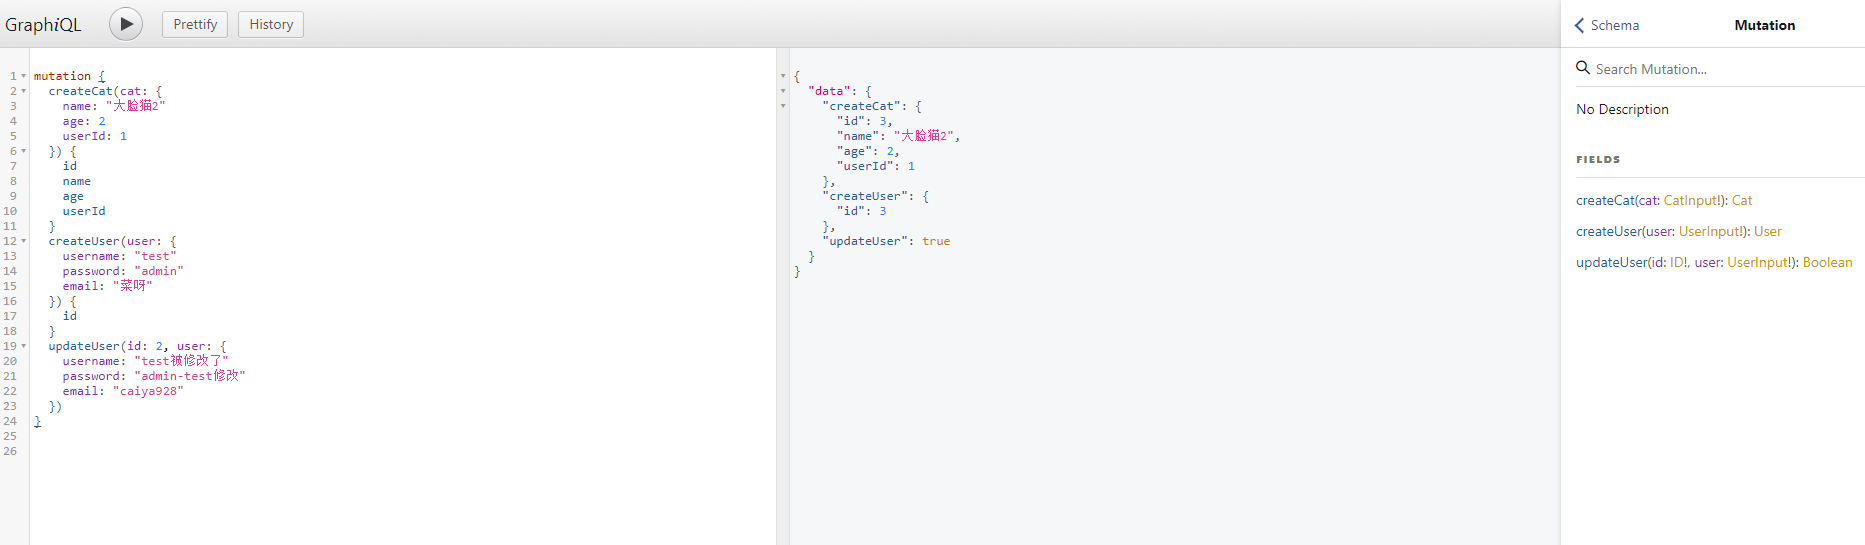 GraphiQL
Prettify
History
Schema
Mutation
1 mutation {
2 createCat(cat: {
3 name: "大脸猫2"
4 age: 2
5 userId: 1
6 }) {
7 id
8 name
9 age
10 userId
11 }
12 createUser(user: {
13 username: "test"
14 password: "admin"
15 email: "菜呀"
16 }) {
17 id
18 }
19 updateUser(id: 2, user: {
20 username: "test被修改了"
21 password: "admin-test修改"
22 email: "caiya928"
23 })
24 }
25
26
{
"data": {
"createCat": {
"id": 3,
"name": "大脸猫2",
"age": 2,
"userId": 1
},
"createUser": {
"id": 3
},
"updateUser": true
}
}
Search Mutation...
No Description
FIELDS
createCat(cat: CatInput!): Cat
createUser(user: UserInput!): User
updateUser(id: ID!, user: UserInput!): Boolean